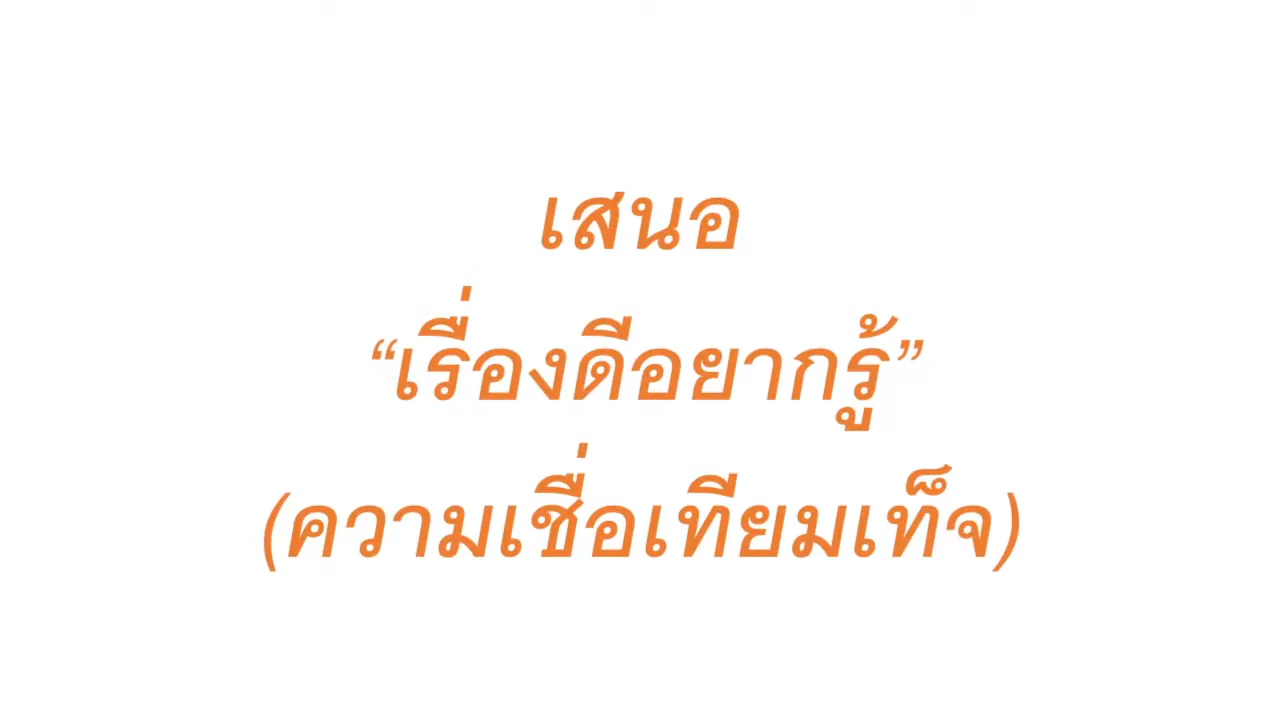 เสนอ
“เรื่องดีอยากรู้”
(ความเชื่อเทียมเท็จ)